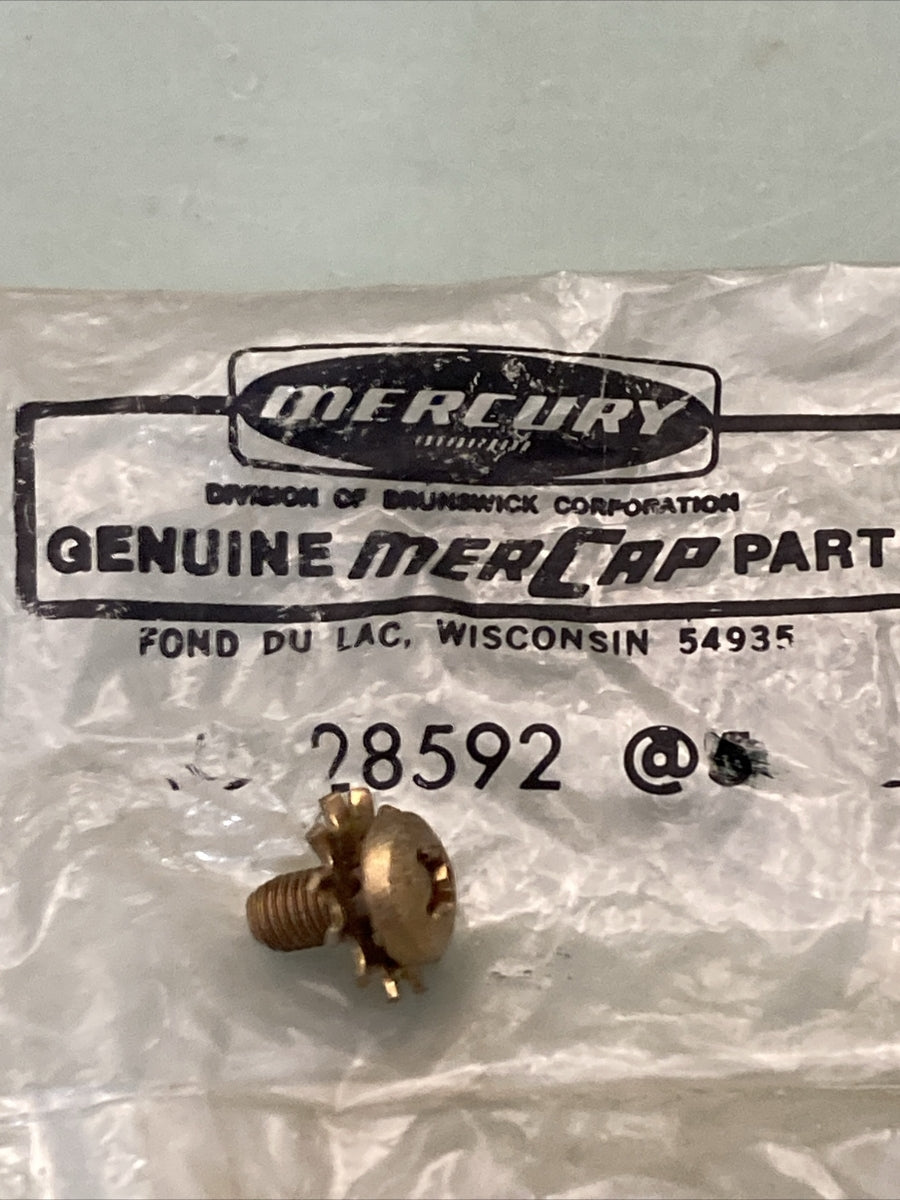 MERCURY
DIVISION OF BRUNSWICK CORPORATION
GENUINE MERCAP PART
FOND DU LAC, WISCONSIN 54935
28592 @